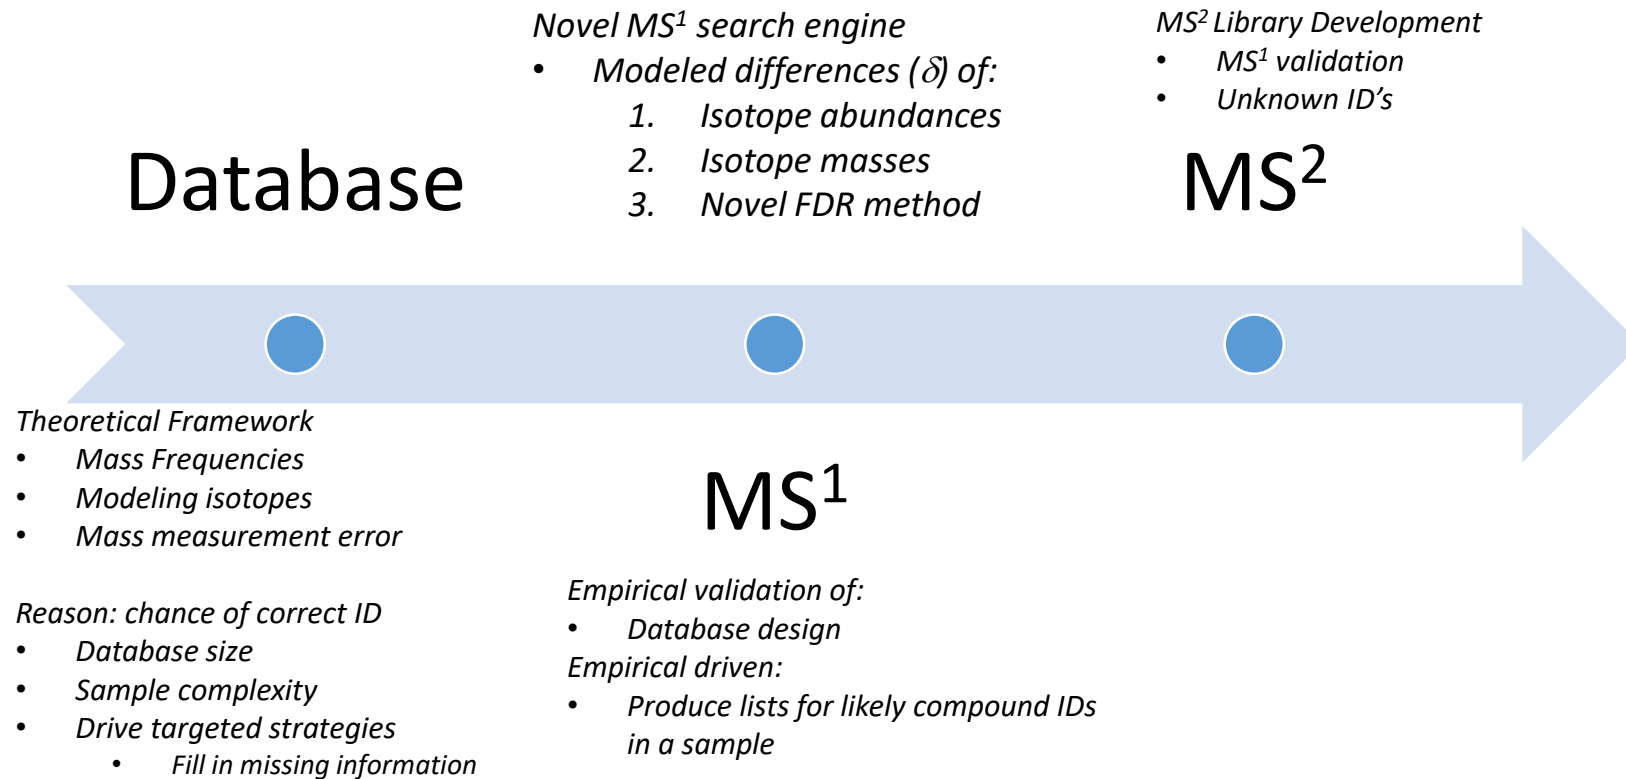 Database
Theoretical Framework
• Mass Frequencies
• Modeling isotopes
• Mass measurement error
Reason: chance of correct ID
• Database size
• Sample complexity
• Drive targeted strategies
• Fill in missing information
Novel MS¹ search engine
• Modeled differences (δ) of:
1. Isotope abundances
2. Isotope masses
3. Novel FDR method
MS¹
Empirical validation of:
• Database design
Empirical driven:
• Produce lists for likely compound IDs
in a sample
MS² Library Development
• MS¹ validation
• Unknown ID’s
MS²